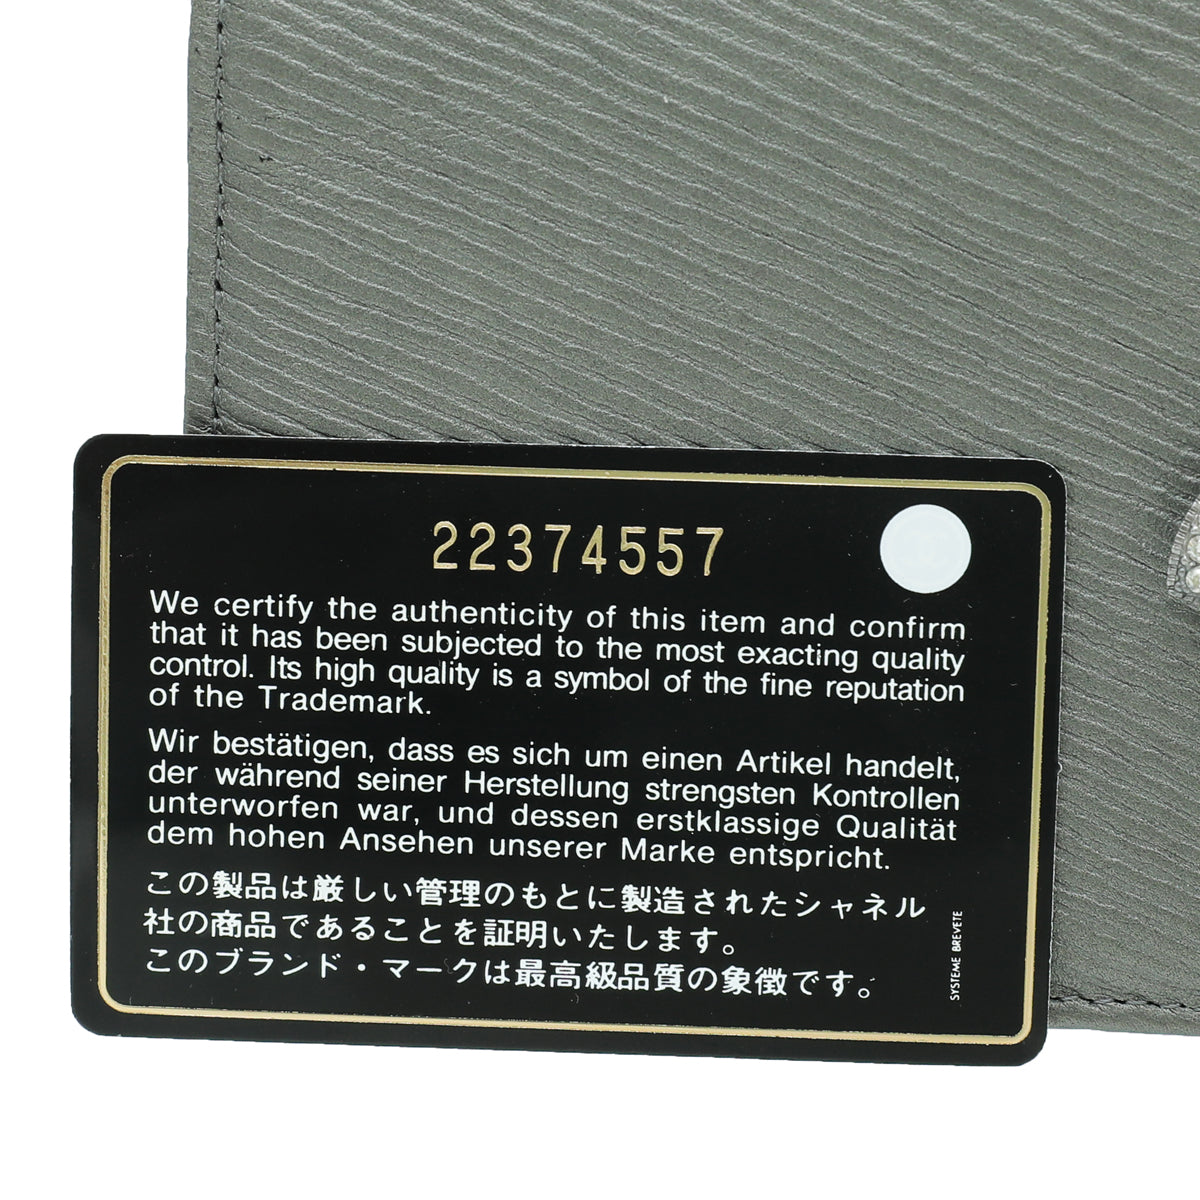 22374557
We certify the authenticity of this item and confirm
that it has been subjected to the most exacting quality
control. Its high quality is a symbol of the fine reputation
of the Trademark.
Wir bestätigen, dass es sich um einen Artikel handelt,
der während seiner Herstellung strengsten Kontrollen
unterworfen war, und dessen erstklassige Qualität
dem hohen Ansehen unserer Marke entspricht.
この製品は厳しい管理のもとに製造されたシャネル
社の商品であることを証明いたします。
このブランド・マークは最高級品質の象徴です。
SYSTEME BREVETE